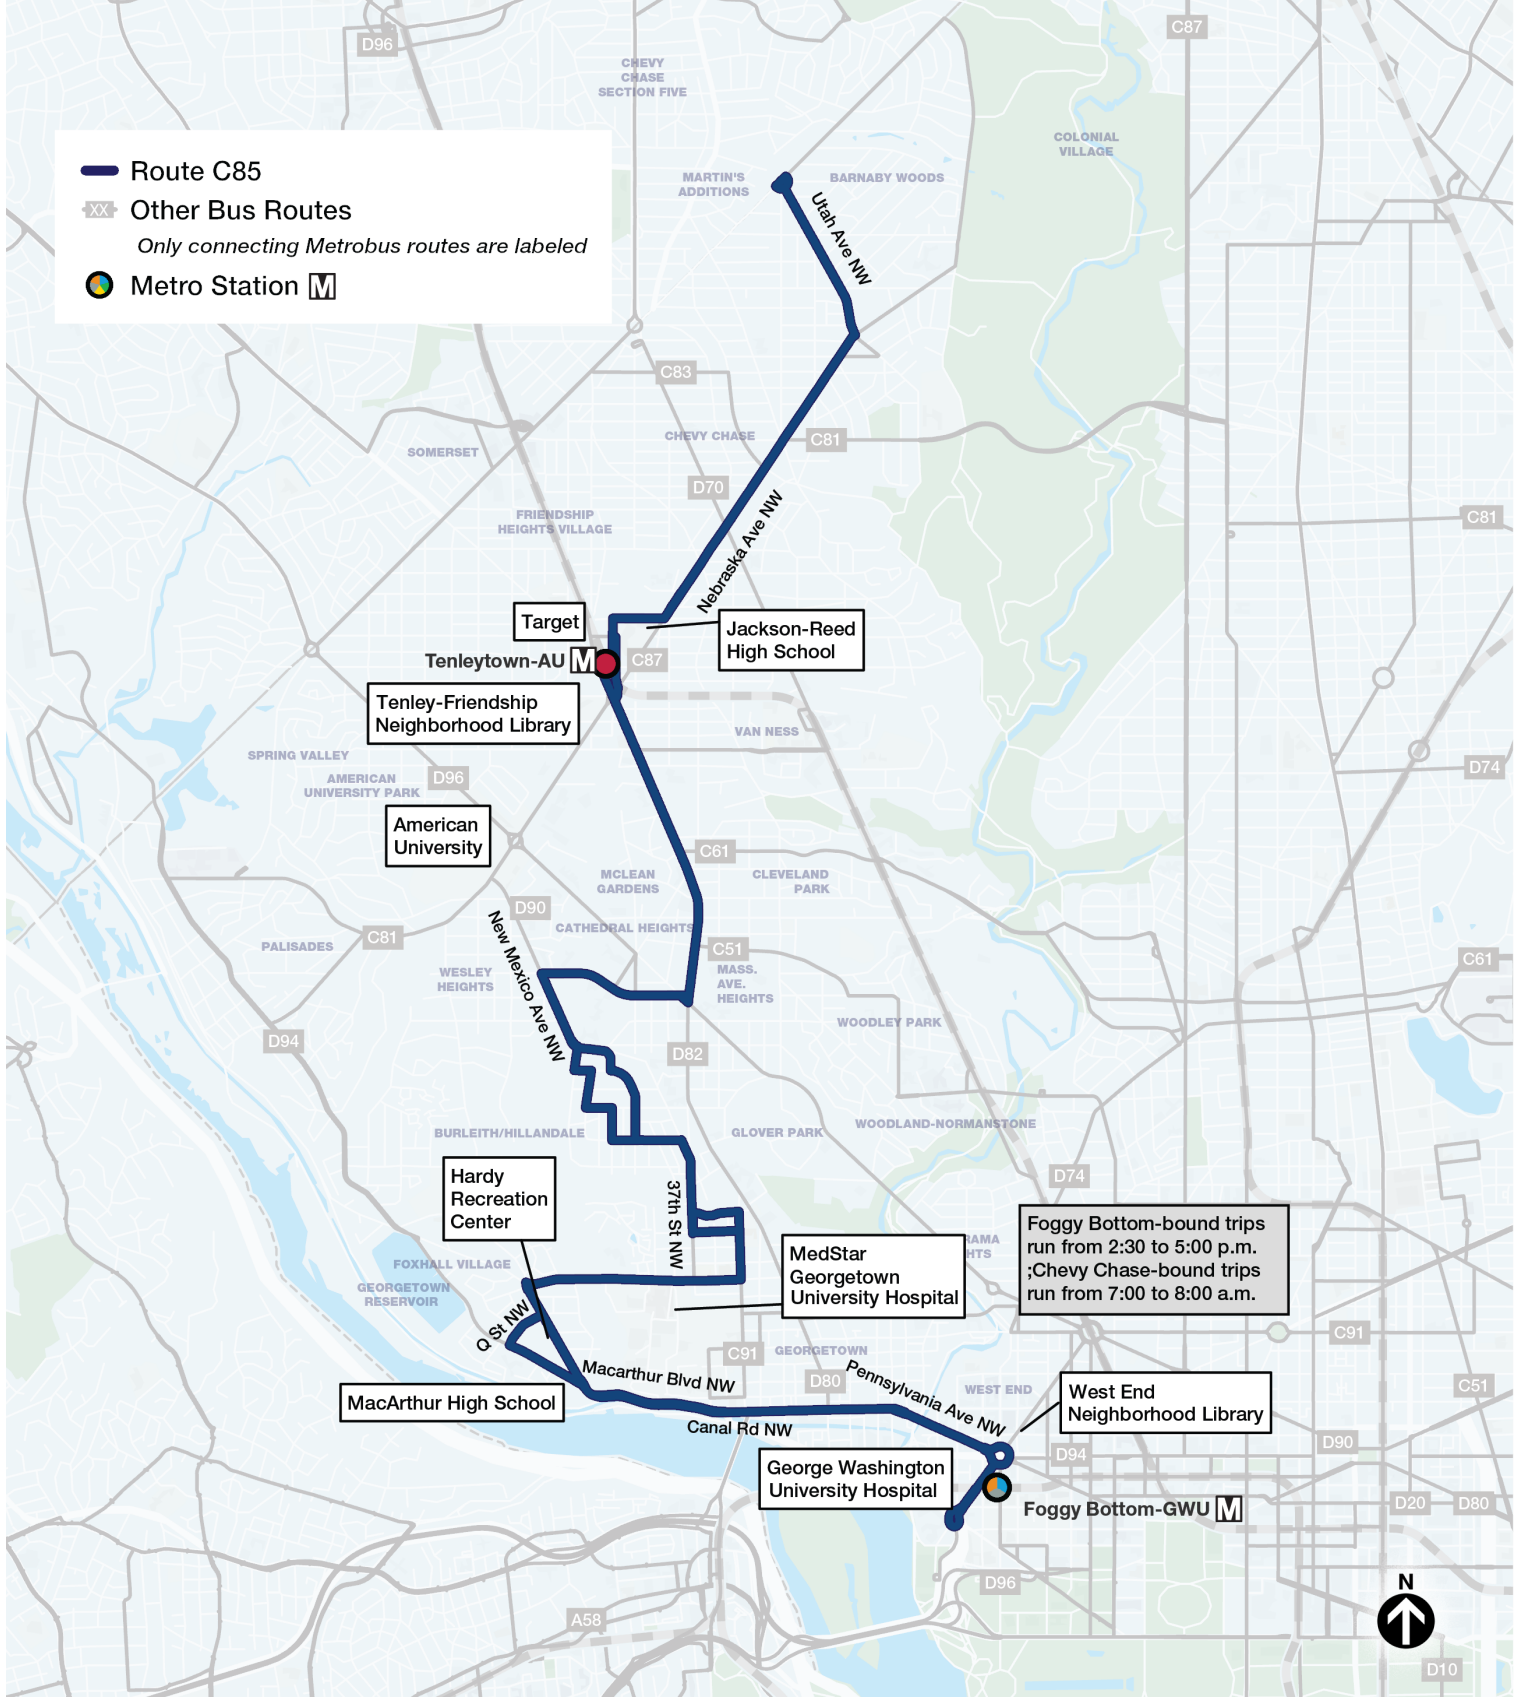 D96
C87
CHEVY
CHASE
SECTION FIVE
COLONIAL
VILLAGE
Route C85
XX
Other Bus Routes
Only connecting Metrobus routes are labeled
Metro Station M
MARTIN'S
ADDITIONS
BARNABY WOODS
Utah Ave NW
C83
CHEVY CHASE
C81
SOMERSET
D70
FRIENDSHIP
HEIGHTS VILLAGE
C81
Nebraska Ave NW
Target
Jackson-Reed
High School
Tenleytown-AU M
C87
Tenley-Friendship
Neighborhood Library
VAN NESS
SPRING VALLEY
D96
D74
AMERICAN
UNIVERSITY PARK
American
University
C61
MCLEAN
GARDENS
CLEVELAND
PARK
D90
New Mexico Ave NW
CATHEDRAL HEIGHTS
C81
PALISADES
C51
C61
WESLEY
HEIGHTS
MASS.
AVE.
HEIGHTS
WOODLEY PARK
D94
D82
BURLEITH/HILLANDALE
GLOVER PARK
WOODLAND-NORMANSTONE
D74
Hardy
Recreation
Center
37th St NW
RAMA
HTS
Foggy Bottom-bound trips
run from 2:30 to 5:00 p.m.
;Chevy Chase-bound trips
run from 7:00 to 8:00 a.m.
MedStar
Georgetown
University Hospital
FOXHALL VILLAGE
GEORGETOWN
RESERVOIR
Q St NW
C91
GEORGETOWN
C91
Macarthur Blvd NW
D80
Pennsylvania Ave NW
WEST END
C51
West End
Neighborhood Library
MacArthur High School
Canal Rd NW
D94
D90
George Washington
University Hospital
Foggy Bottom-GWU M
D20
D80
D96
A58
N
D10